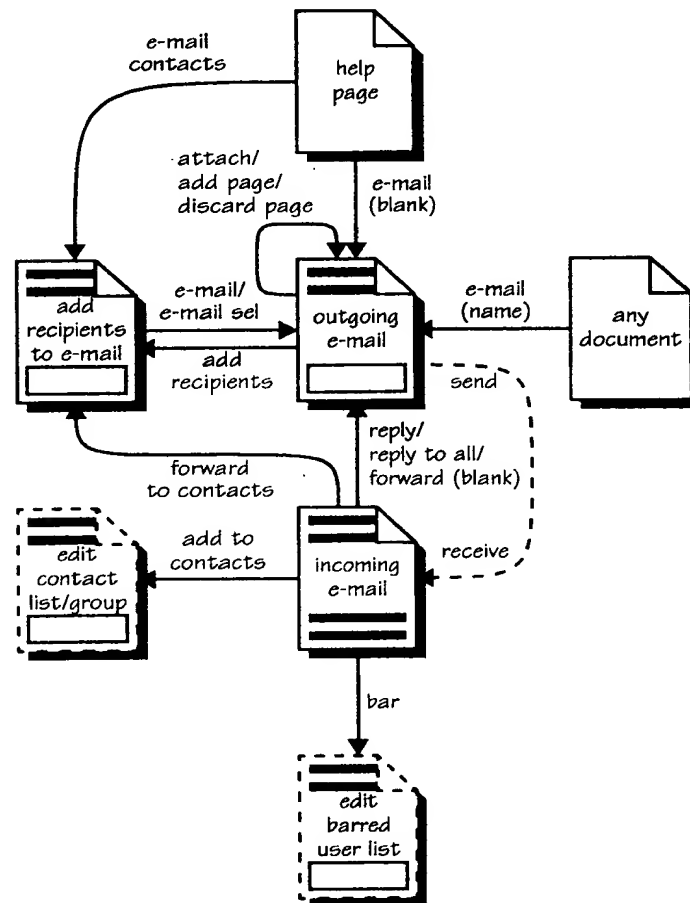 e-mail
contacts
help
page
attach/
add page/
discard page
e-mail
(blank)
add
recipients
to e-mail
e-mail/
e-mail sel
add
recipients
outgoing
e-mail
e-mail
(name)
any
document
send
reply/
reply to all/
forward (blank)
forward
to contacts
edit
contact
list/group
add to
contacts
incoming
e-mail
receive
bar
edit
barred
user list